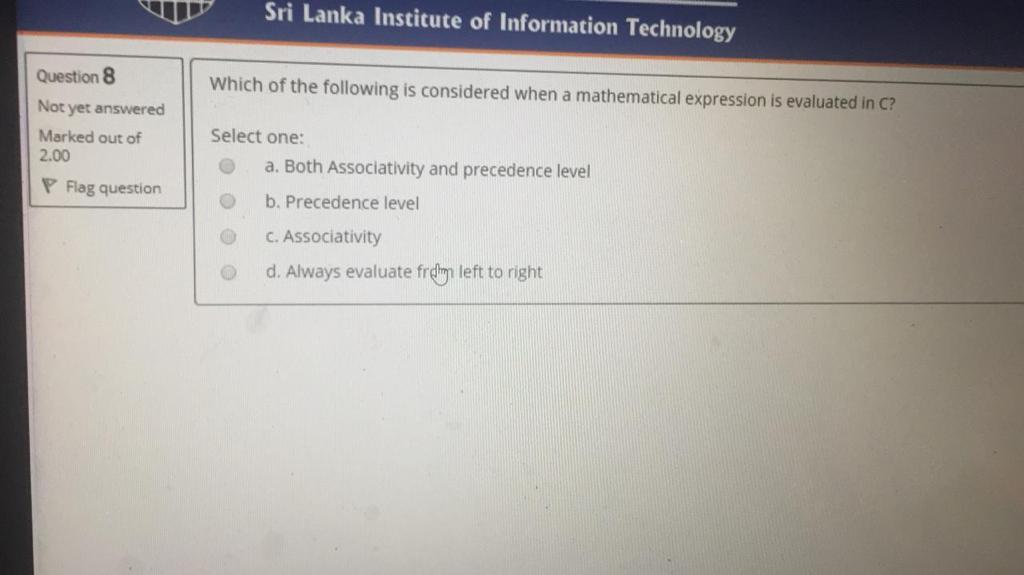 Sri Lanka Institute of Information Technology
Question 8
Not yet answered
Marked out of
2.00
Flag question
Which of the following is considered when a mathematical expression is evaluated in C?
Select one:
a. Both Associativity and precedence level
b. Precedence level
c. Associativity
d. Always evaluate from left to right